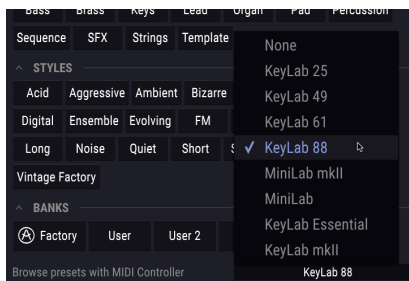 Bass Brass Keys Lead Organ Pad Percussion
Sequence SFX Strings Template
STYLES
Acid Aggressive Ambient Bizarre
Digital Ensemble Evolving FM
Long Noise Quiet Short
Vintage Factory
BANKS
Factory User User 2
Browse presets with MIDI Controller KeyLab 88
None
KeyLab 25
KeyLab 49
KeyLab 61
KeyLab 88
MiniLab mkII
MiniLab
KeyLab Essential
KeyLab mkII